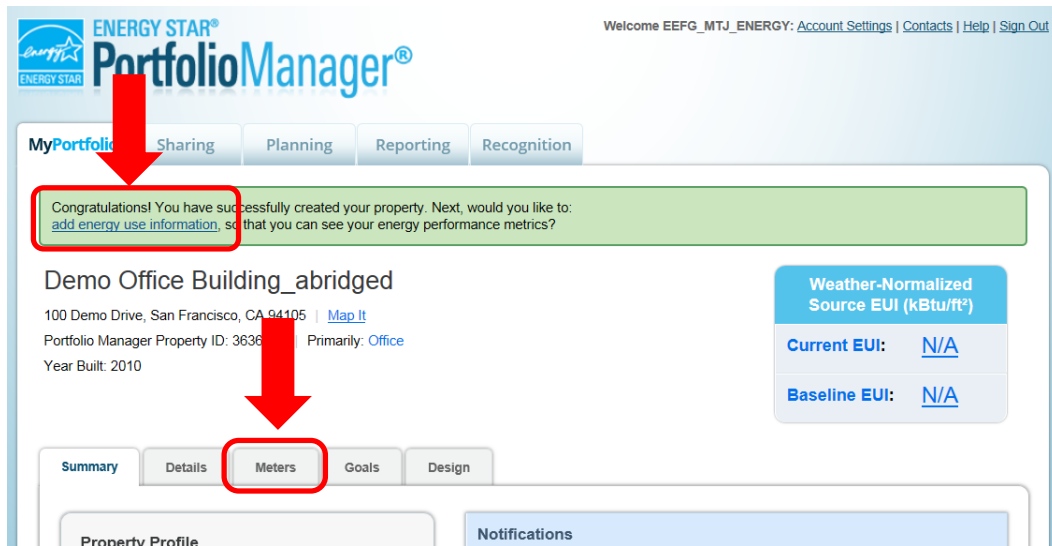 ENERGY STAR®
Welcome EEFG_MTJ_ENERGY: Account Settings | Contacts | Help | Sign Out
energy
ENERGY STAR
PortfolioManager®
Sharing
Planning
Reporting
Recognition
Congratulations! You have successfully created your property. Next, would you like to:
add energy use information, so that you can see your energy performance metrics?
Demo Office Building_abridged
100 Demo Drive, San Francisco, CA 94105 | Map It
Portfolio Manager Property ID: | Primarily: Office
Year Built: 2010
Weather-Normalized
Source EUI (kBtu/ft²)
Current EUI: N/A
Baseline EUI: N/A
Summary
Details
Meters
Goals
Design
Property Profile
Notifications